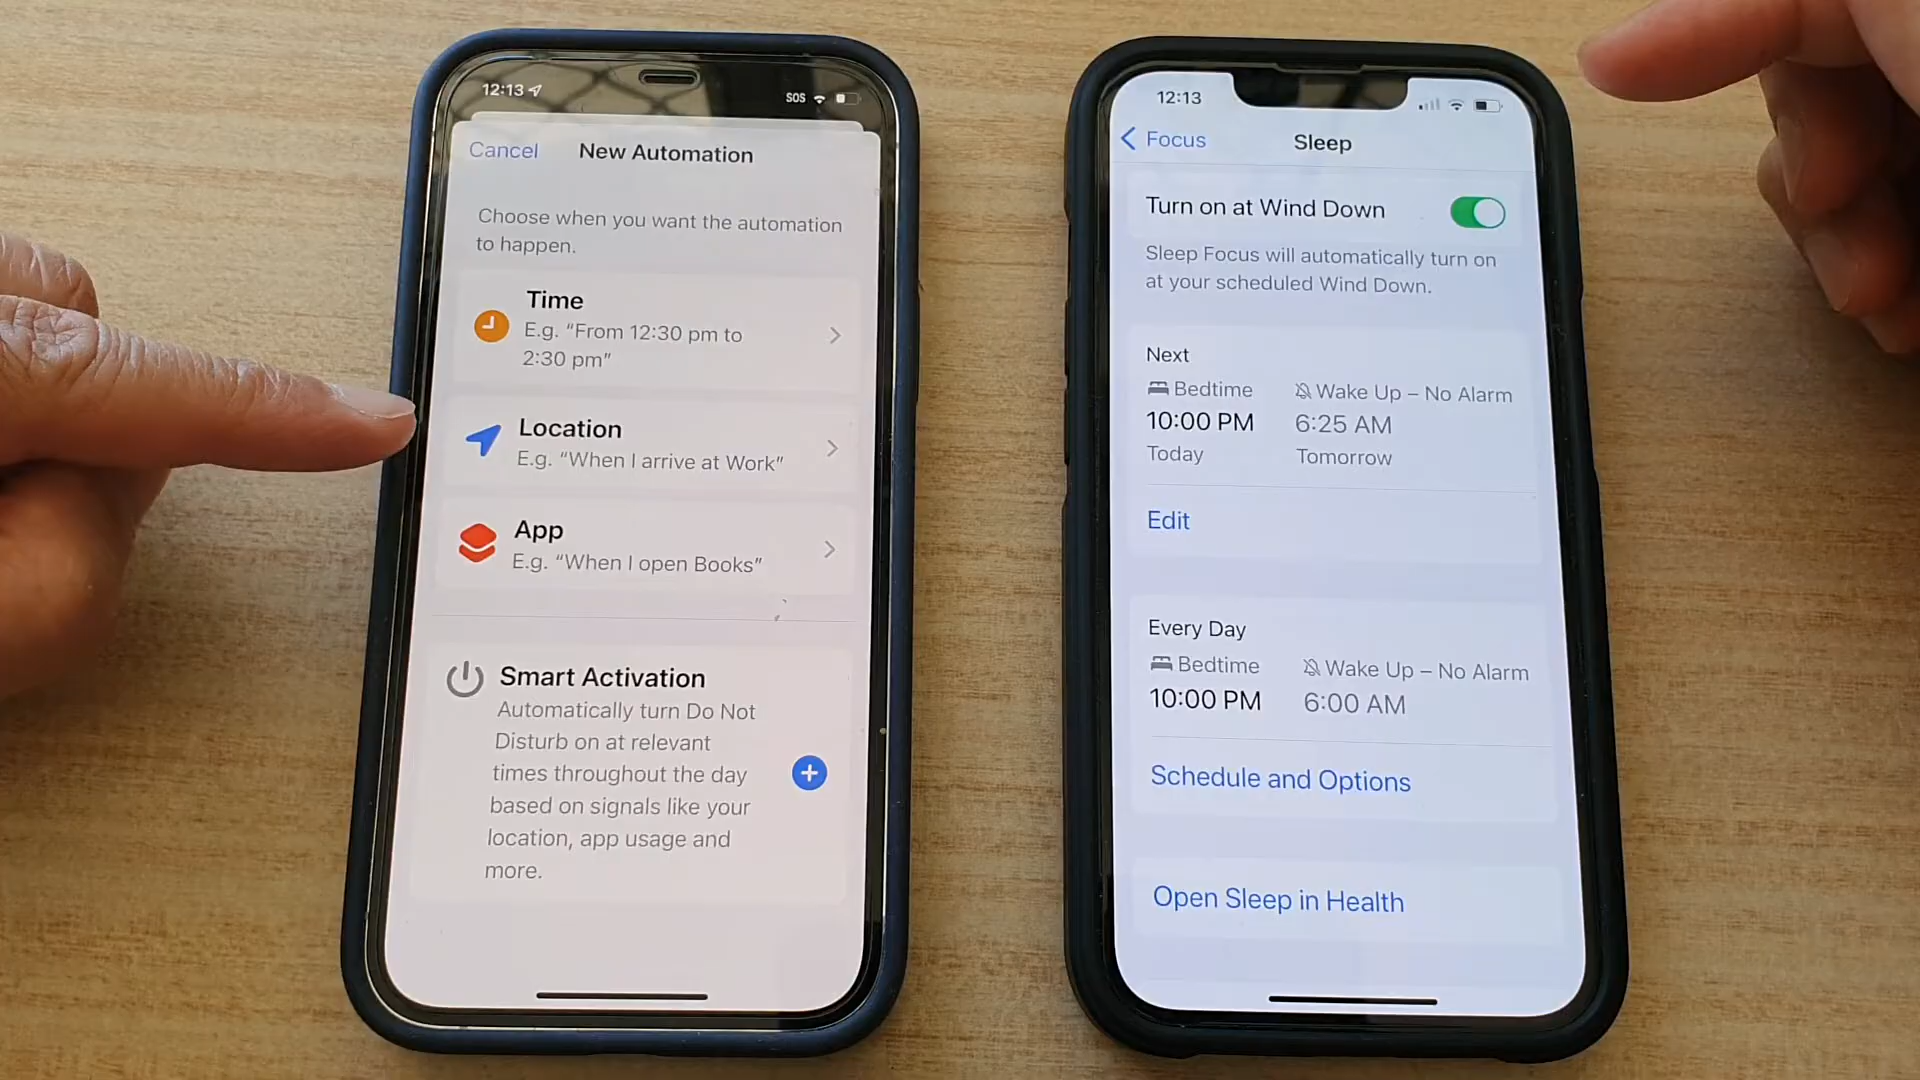 12:13
SOS
Cancel
New Automation
Choose when you want the automation
to happen.
Time
E.g. “From 12:30 pm to
2:30 pm”
Location
E.g. “When I arrive at Work”
App
E.g. “When I open Books”
Smart Activation
Automatically turn Do Not
Disturb on at relevant
times throughout the day
based on signals like your
location, app usage and
more.
12:13
Focus
Sleep
Turn on at Wind Down
Sleep Focus will automatically turn on
at your scheduled Wind Down.
Next
Bedtime
Wake Up – No Alarm
10:00 PM
6:25 AM
Today
Tomorrow
Edit
Every Day
Bedtime
Wake Up – No Alarm
10:00 PM
6:00 AM
Schedule and Options
Open Sleep in Health